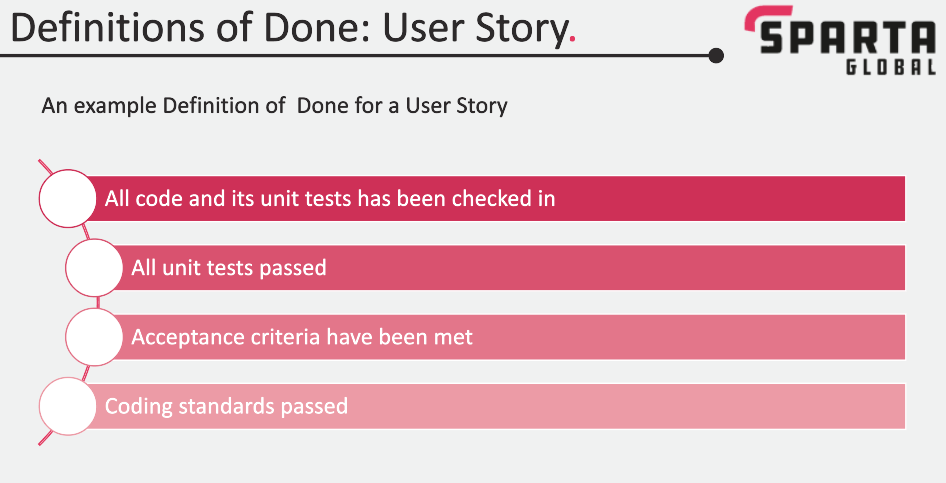 Definitions of Done: User Story.
SPARTA
GLOBAL
An example Definition of Done for a User Story
All code and its unit tests has been checked in
All unit tests passed
Acceptance criteria have been met
Coding standards passed